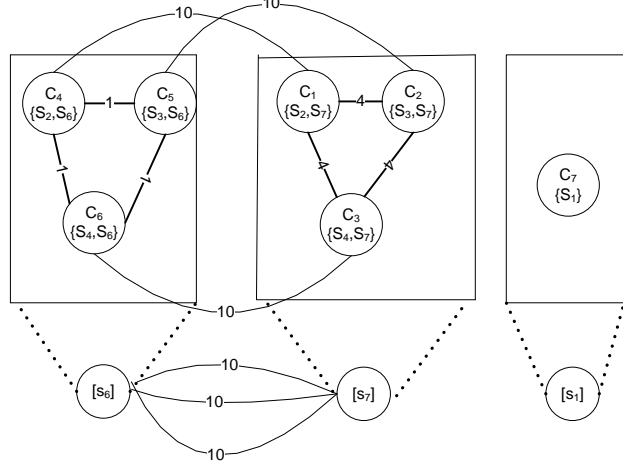 10
10
C₄
{S₂,S₆}
1
C₅
{S₃,S₆}
C₁
{S₂,S₇}
4
C₂
{S₃,S₇}
1
1
4
4
C₇
{S₁}
C₆
{S₄,S₆}
C₃
{S₄,S₇}
10
10
[s₆]
10
[s₇]
[s₁]
10